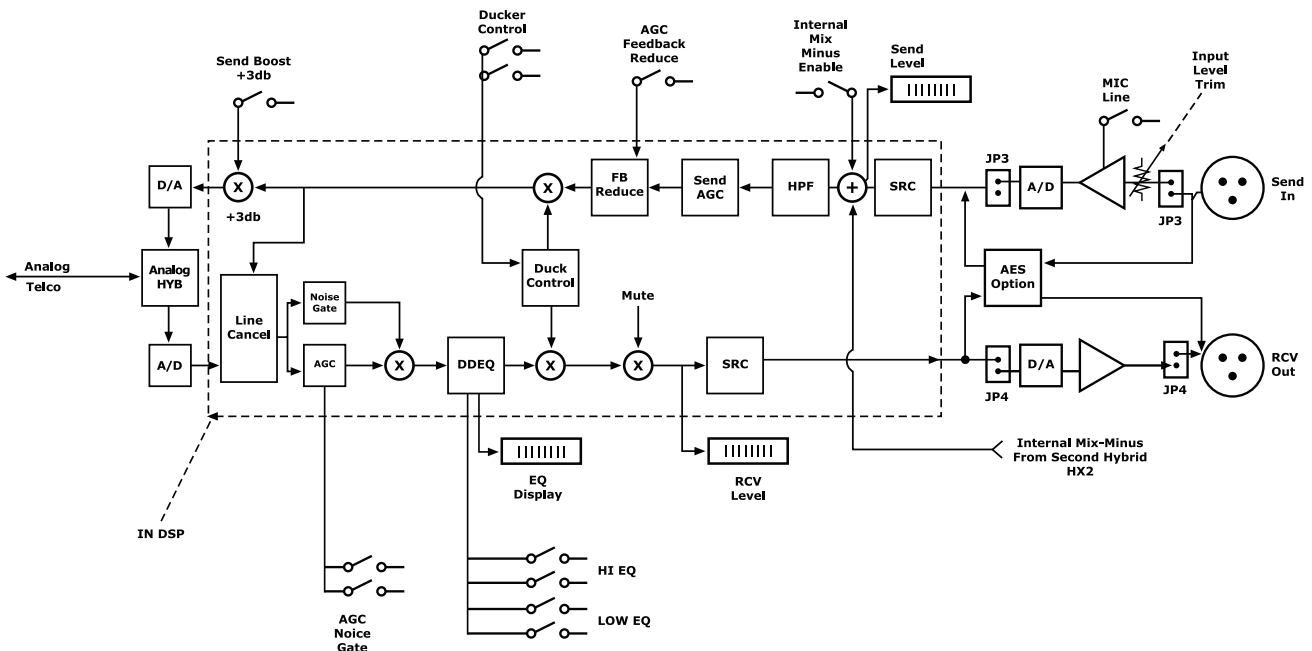 Ducker
Control
Send Boost
+3db
AGC
Feedback
Reduce
Internal
Mix
Minus
Enable
Send
Level
MIC
Line
Input
Level
Trim
D/A
X
+3db
X
FB
Reduce
Send
AGC
HPF
+
SRC
JP3
A/D
JP3
Send
In
Analog
Telco
Analog
HYB
Line
Cancel
Noise
Gate
Duck
Control
Mute
AES
Option
A/D
AGC
X
DDEQ
X
X
SRC
JP4
D/A
JP4
RCV
Out
EQ
Display
RCV
Level
Internal Mix-Minus
From Second Hybrid
HX2
IN DSP
HI EQ
LOW EQ
AGC
Noice
Gate